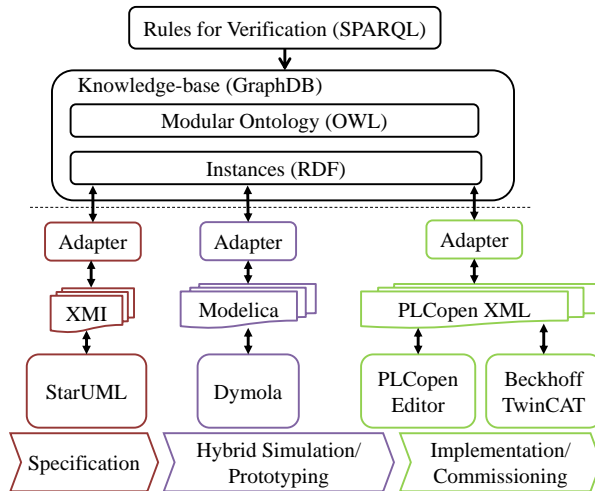 Rules for Verification (SPARQL)
Knowledge-base (GraphDB)
Modular Ontology (OWL)
Instances (RDF)
Adapter
Adapter
Adapter
XMI
Modelica
PLCopen XML
StarUML
Dymola
PLCopen
Editor
Beckhoff
TwinCAT
Specification
Hybrid Simulation/
Prototyping
Implementation/
Commissioning